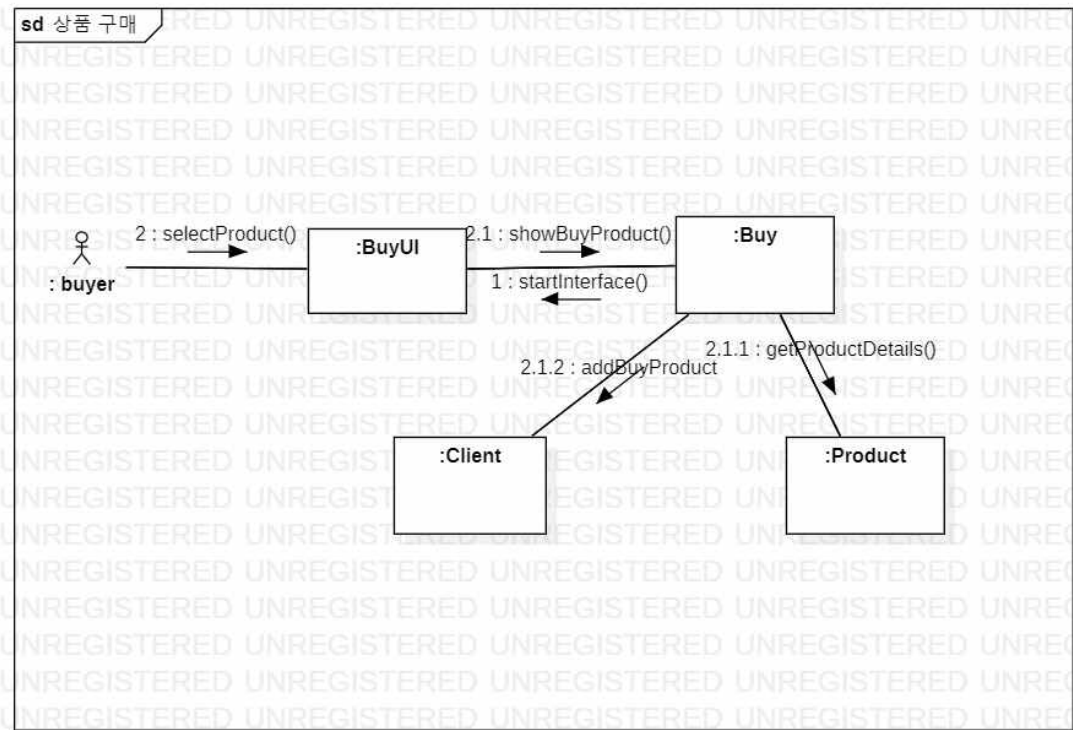 sd 상품 구매
2 : selectProduct()
2.1 : showBuyProduct()
:Buy
:BuyUI
: buyer
1 : startInterface()
2.1.1 : getProductDetails()
2.1.2 : addBuyProduct
:Client
:Product
UNREGISTERED